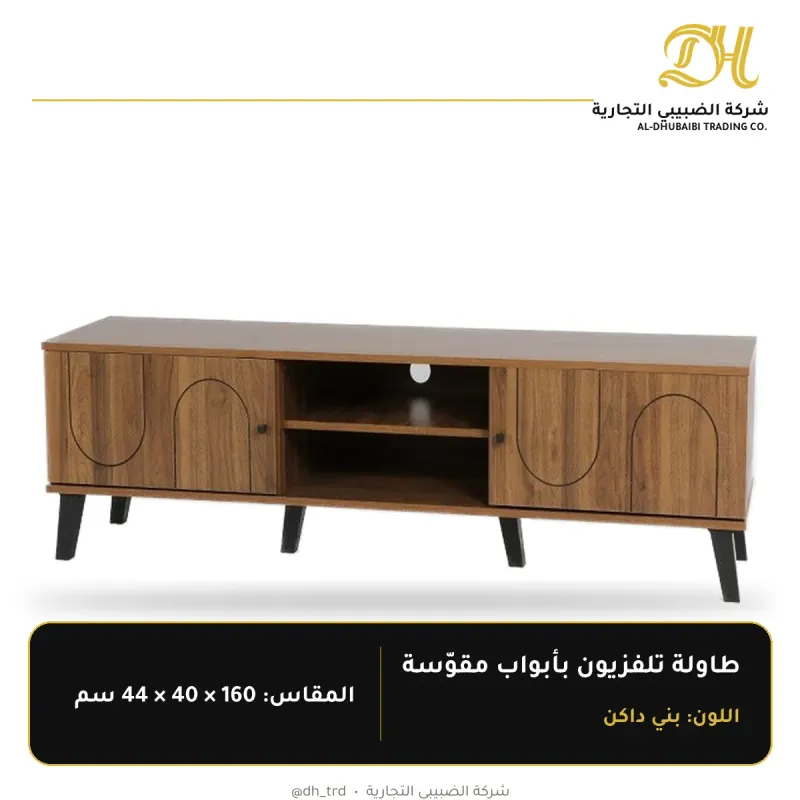 DH
شركة الضبيبي التجارية
AL-DHUBAIBI TRADING CO.
طاولة تلفزيون بأبواب مقوّسة
اللون: بني داكن
المقاس: 160 × 40 × 44 سم
شركة الضبيبي التجارية • @dh_trd